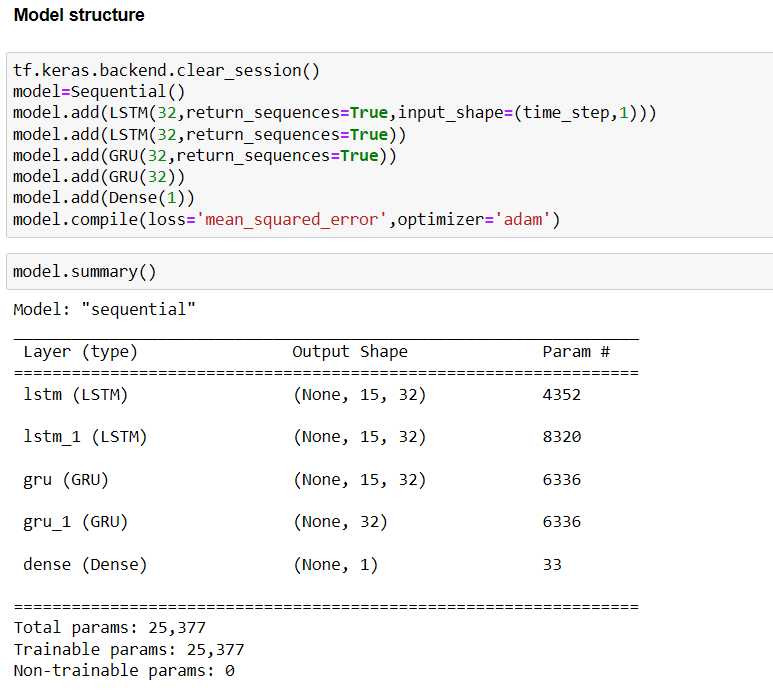 Model structure
tf.keras.backend.clear_session()
model=Sequential()
model.add(LSTM(32,return_sequences=True,input_shape=(time_step,1)))
model.add(LSTM(32,return_sequences=True))
model.add(GRU(32,return_sequences=True))
model.add(GRU(32))
model.add(Dense(1))
model.compile(loss='mean_squared_error',optimizer='adam')
model.summary()
Model: "sequential"
_________________________________________________________________
Layer (type) Output Shape Param #
=================================================================
lstm (LSTM) (None, 15, 32) 4352
lstm_1 (LSTM) (None, 15, 32) 8320
gru (GRU) (None, 15, 32) 6336
gru_1 (GRU) (None, 32) 6336
dense (Dense) (None, 1) 33
=================================================================
Total params: 25,377
Trainable params: 25,377
Non-trainable params: 0